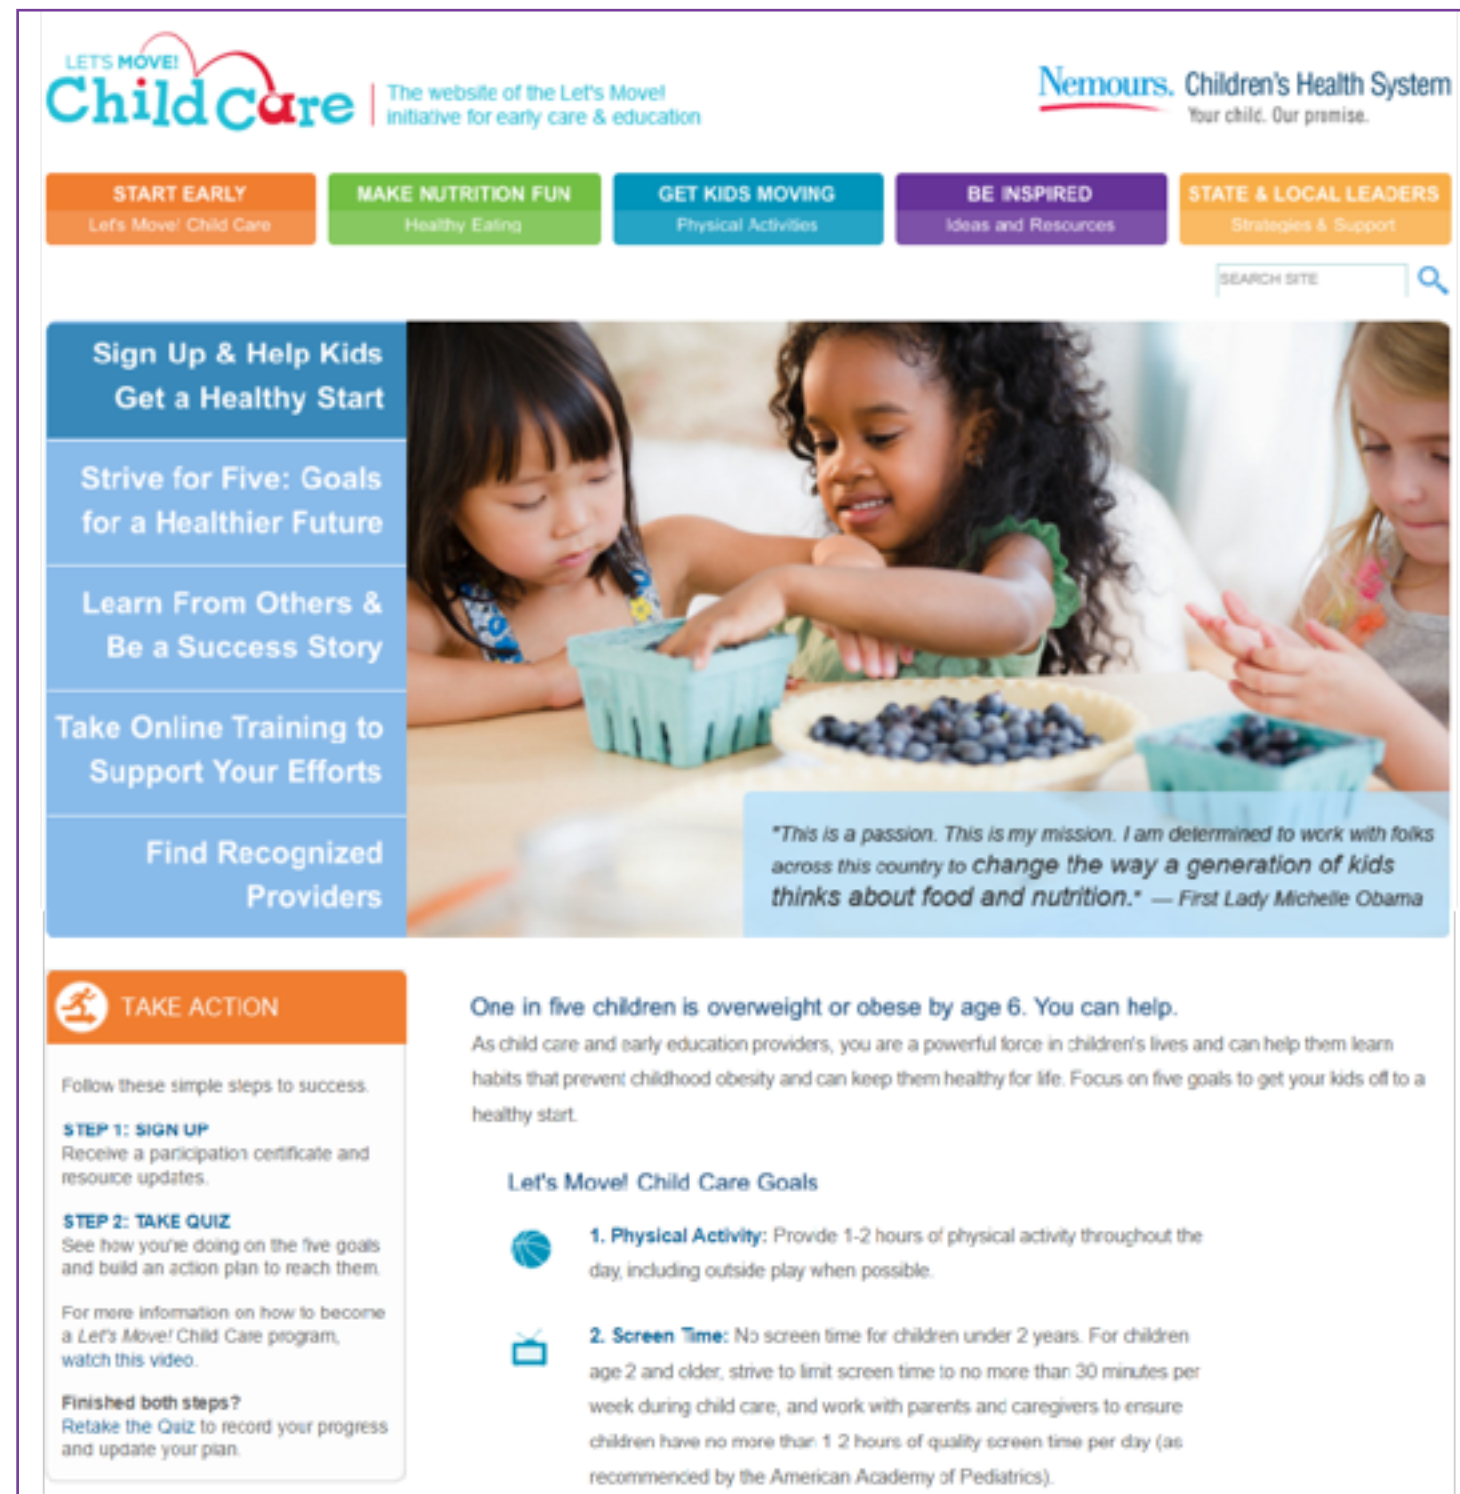 LET'S MOVE!
Child Care
The website of the Let's Move!
initiative for early care & education
Nemours. Children's Health System
Your child. Our promise.
START EARLY
Let's Move! Child Care
MAKE NUTRITION FUN
Healthy Eating
GET KIDS MOVING
Physical Activities
BE INSPIRED
Ideas and Resources
STATE & LOCAL LEADERS
Strategies & Support
SEARCH SITE
Sign Up & Help Kids
Get a Healthy Start
Strive for Five: Goals
for a Healthier Future
Learn From Others &
Be a Success Story
Take Online Training to
Support Your Efforts
Find Recognized
Providers
"This is a passion. This is my mission. I am determined to work with folks
across this country to change the way a generation of kids
thinks about food and nutrition." — First Lady Michelle Obama
TAKE ACTION
Follow these simple steps to success.
STEP 1: SIGN UP
Receive a participation certificate and
resource updates.
STEP 2: TAKE QUIZ
See how you're doing on the five goals
and build an action plan to reach them.
For more information on how to become
a Let's Move! Child Care program,
watch this video.
Finished both steps?
Retake the Quiz to record your progress
and update your plan.
One in five children is overweight or obese by age 6. You can help.
As child care and early education providers, you are a powerful force in children's lives and can help them learn
habits that prevent childhood obesity and can keep them healthy for life. Focus on five goals to get your kids off to a
healthy start.
Let's Move! Child Care Goals
1. Physical Activity: Provide 1-2 hours of physical activity throughout the
day, including outside play when possible.
2. Screen Time: No screen time for children under 2 years. For children
age 2 and older, strive to limit screen time to no more than 30 minutes per
week during child care, and work with parents and caregivers to ensure
children have no more than 1-2 hours of quality screen time per day (as
recommended by the American Academy of Pediatrics).